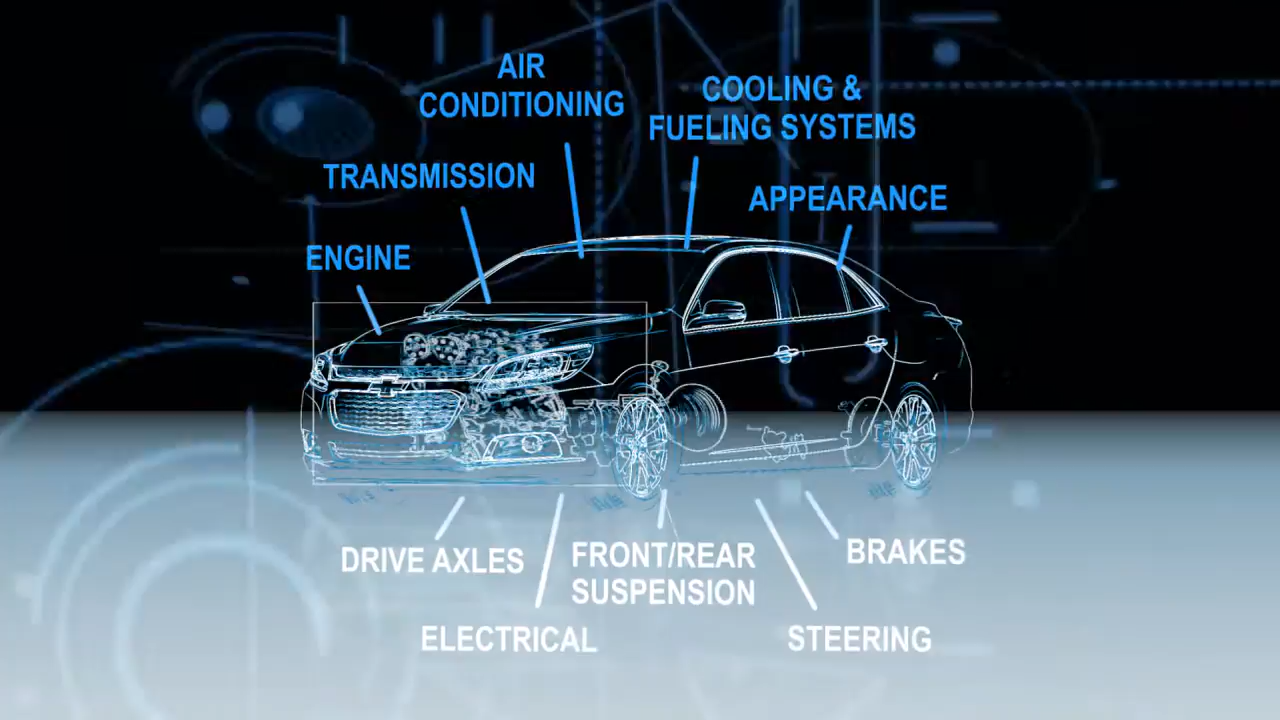 AIR
CONDITIONING
COOLING &
FUELING SYSTEMS
TRANSMISSION
APPEARANCE
ENGINE
DRIVE AXLES
FRONT/REAR
SUSPENSION
BRAKES
ELECTRICAL
STEERING